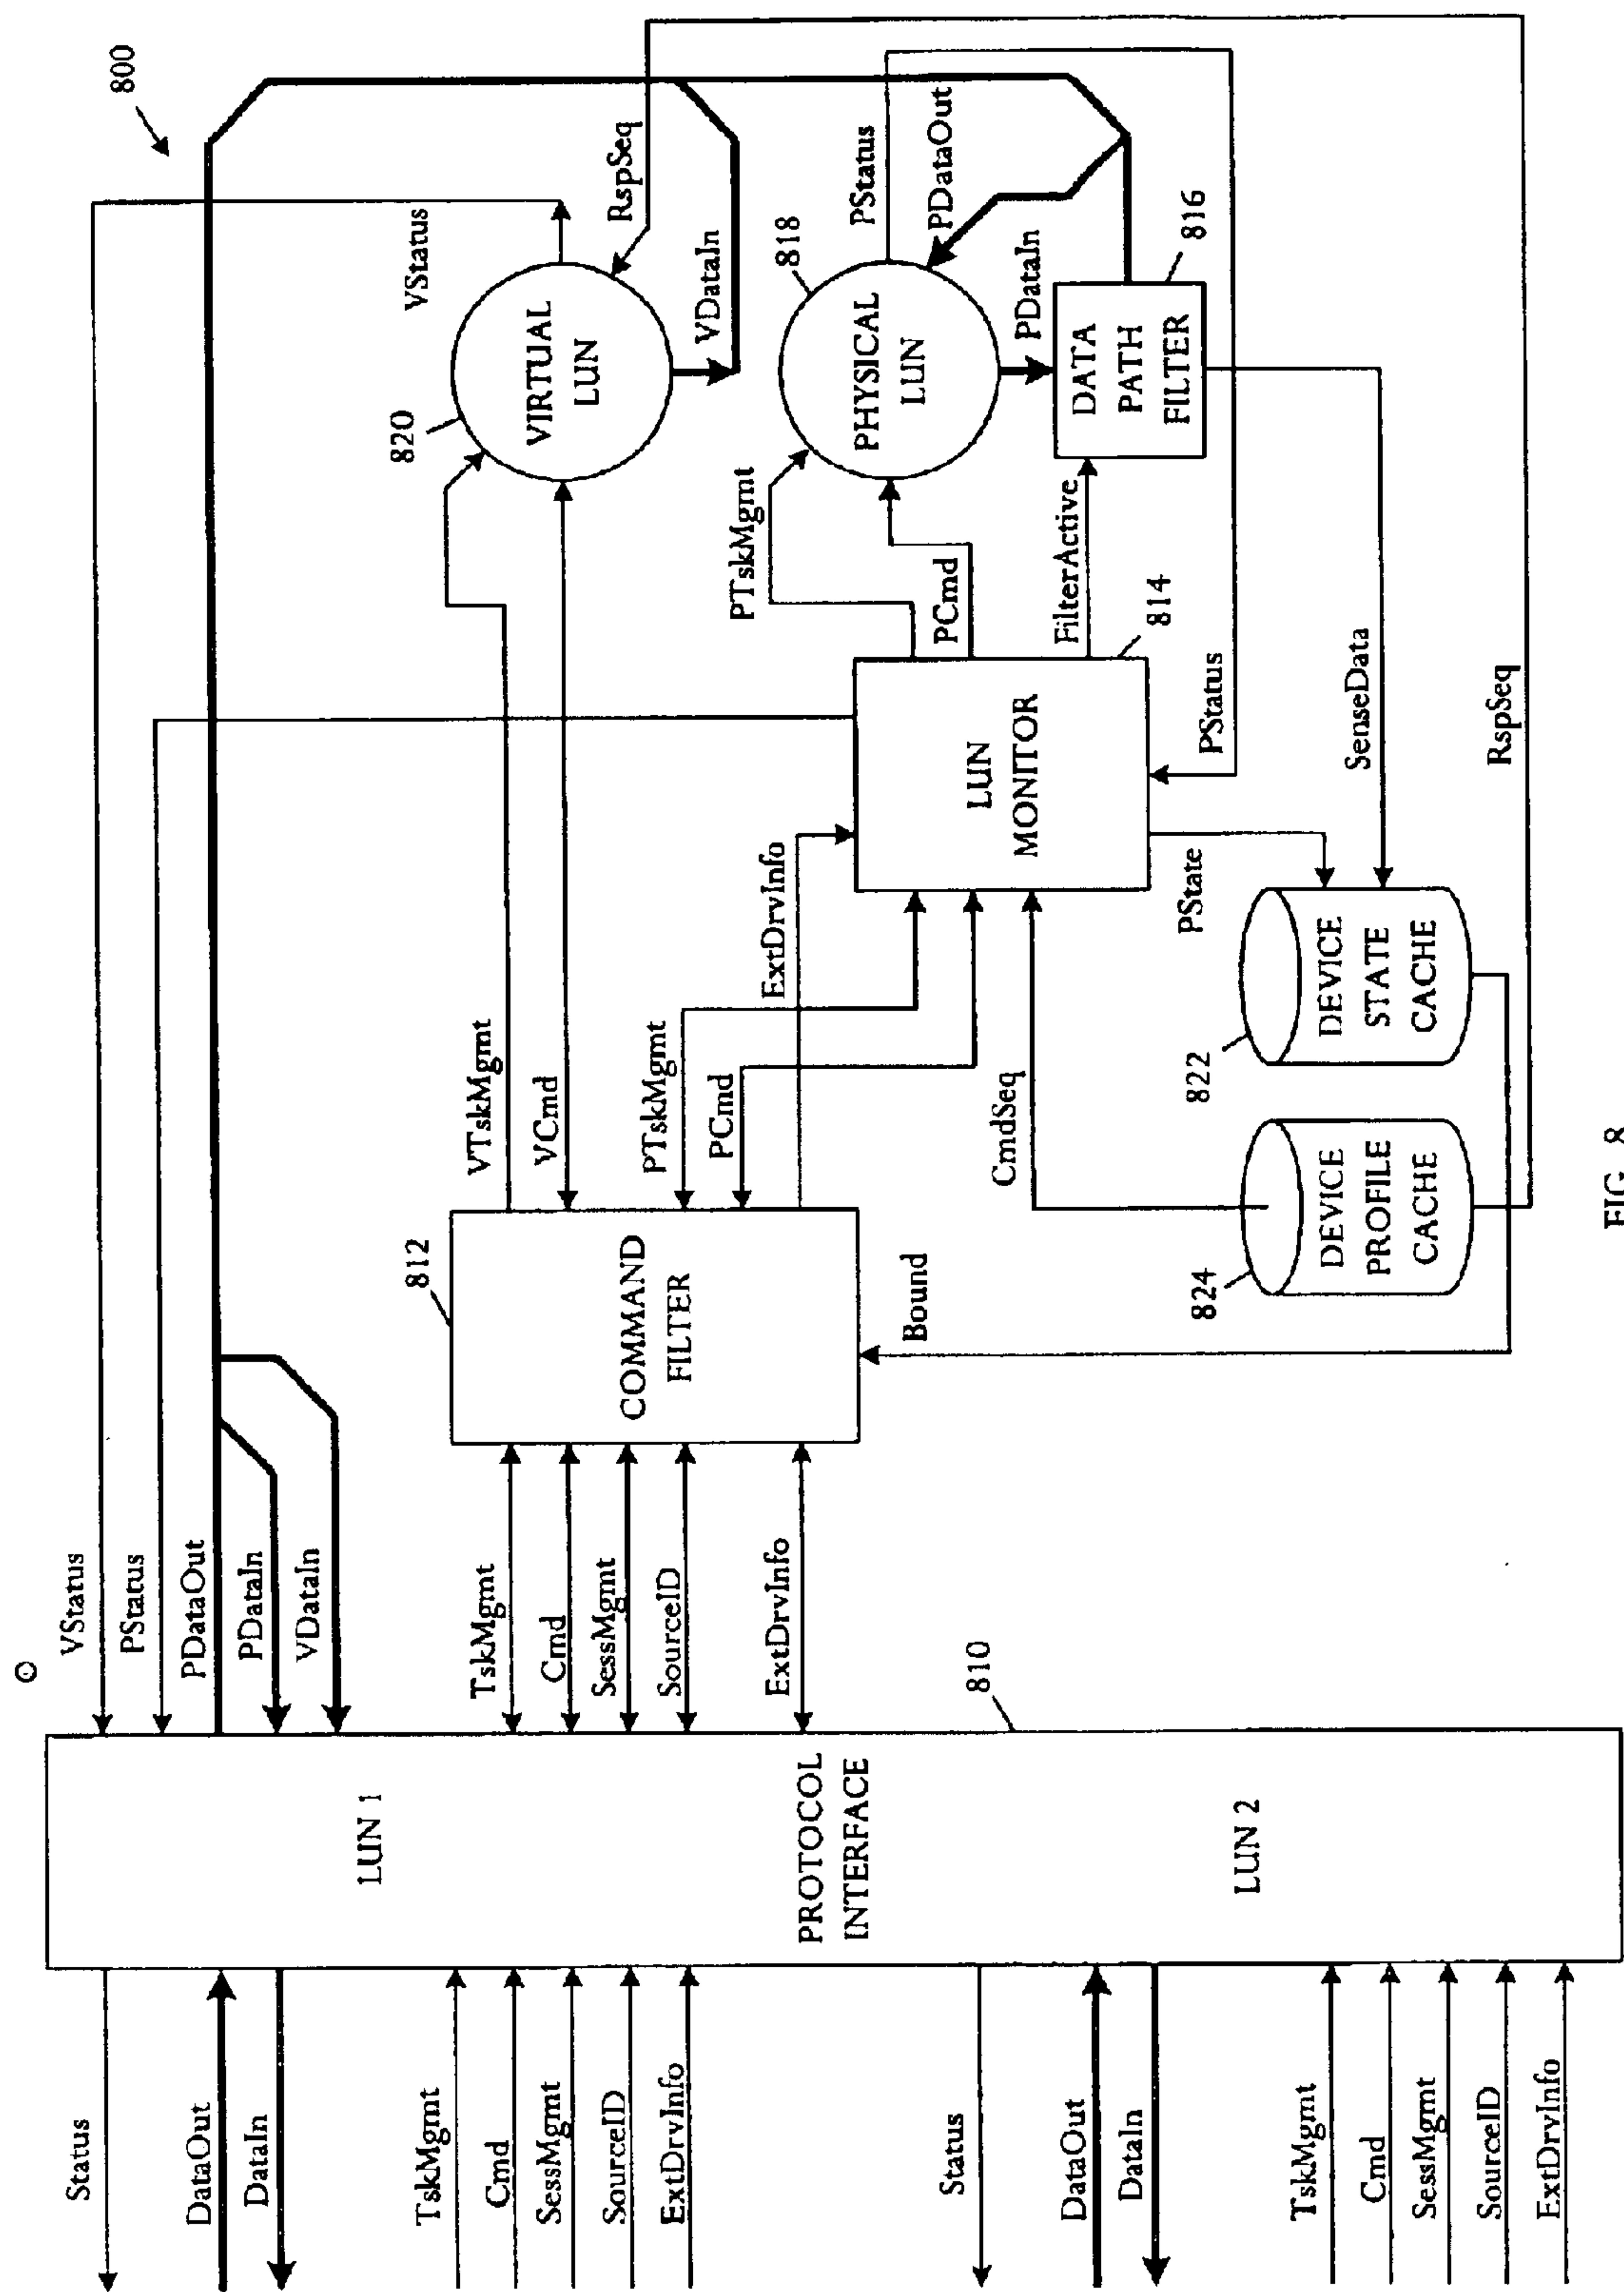 800
VStatus
PStatus
PDataOut
PDataIn
VDataIn
VStatus
RspSeq
820
VIRTUAL
LUN
VDataIn
818
PStatus
PDataOut
PHYSICAL
LUN
PDataIn
816
DATA
PATH
FILTER
PTskMgmt
PCmd
FilterActive
814
LUN
MONITOR
PStatus
SenseData
RspSeq
PState
ExtDrvInfo
VTskMgmt
VCmd
PTskMgmt
PCmd
CmdSeq
822
DEVICE
STATE
CACHE
824
DEVICE
PROFILE
CACHE
812
COMMAND
FILTER
Bound
TskMgmt
Cmd
SessMgmt
SourceID
ExtDrvInfo
810
LUN 1
PROTOCOL
INTERFACE
LUN 2
Status
DataOut
DataIn
TskMgmt
Cmd
SessMgmt
SourceID
ExtDrvInfo
Status
DataOut
DataIn
TskMgmt
Cmd
SessMgmt
SourceID
ExtDrvInfo
FIG. 8